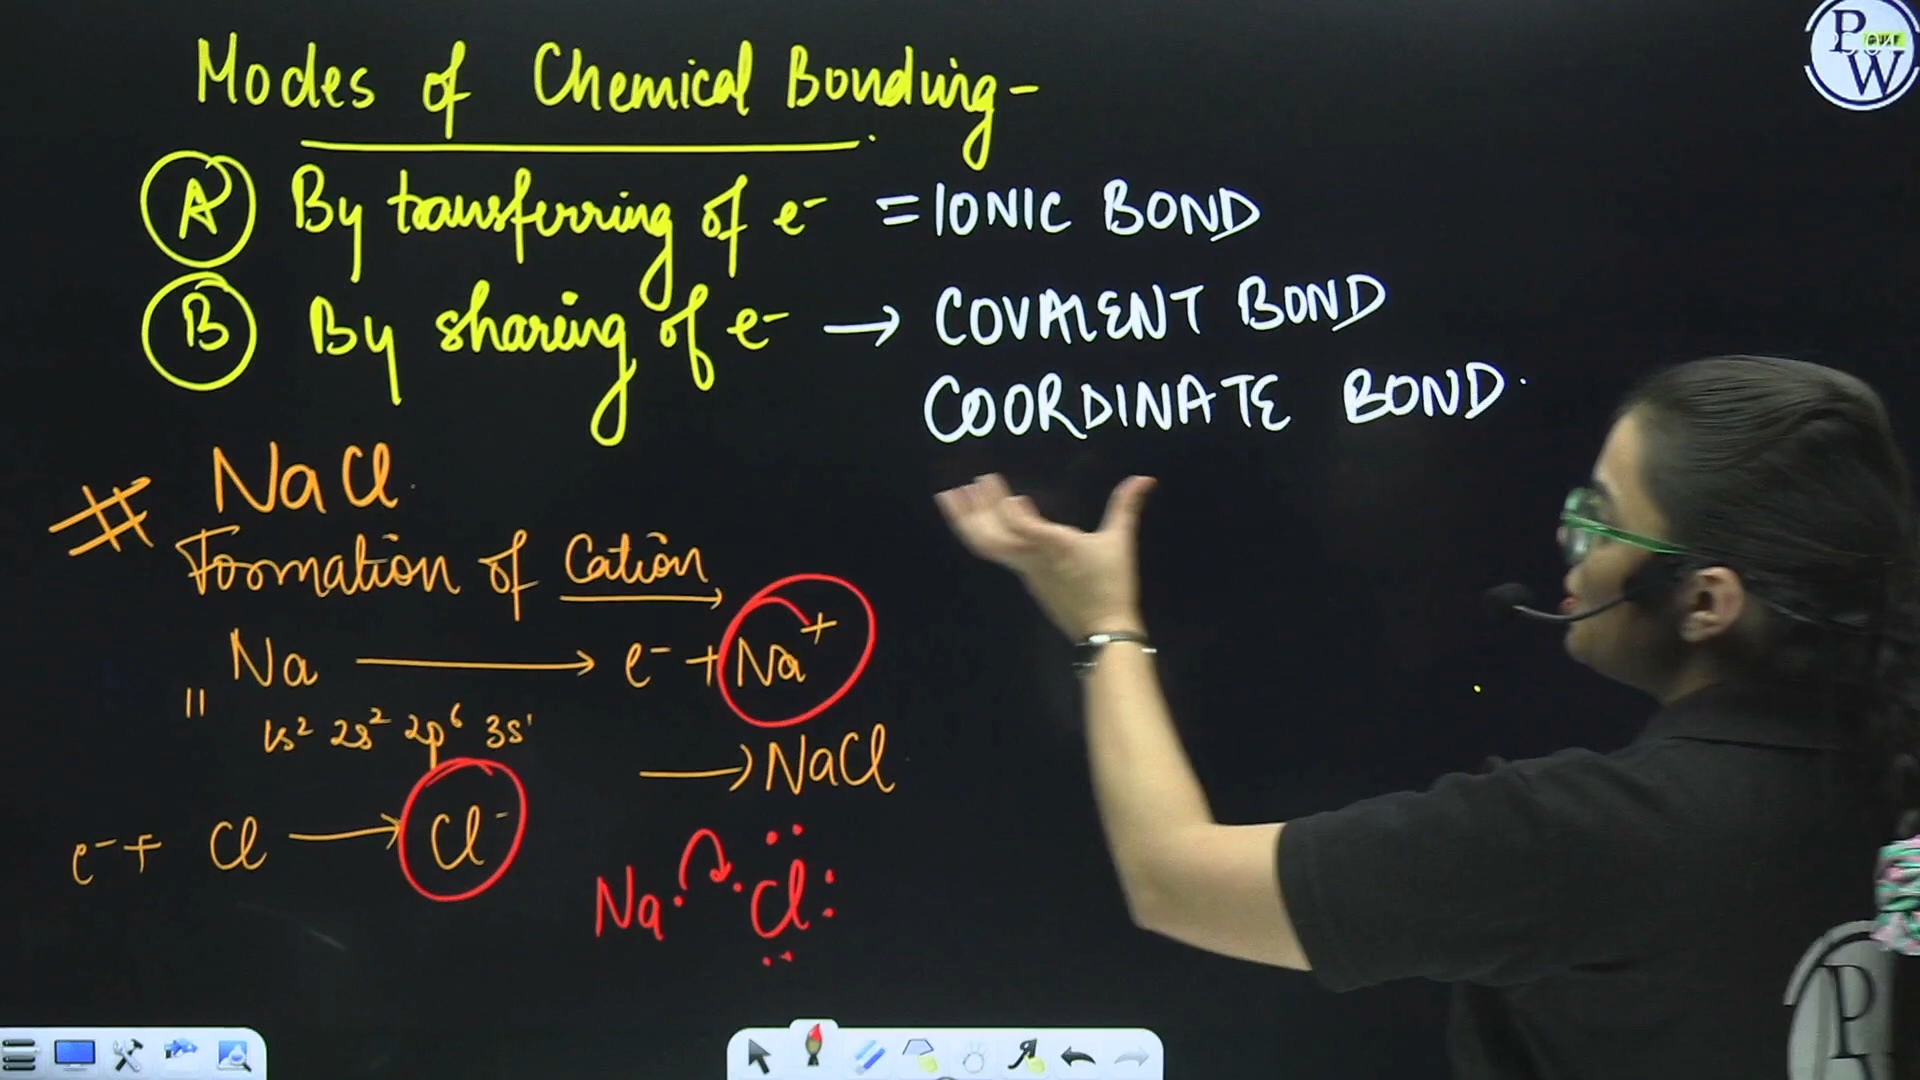 Modes of Chemical Bonding -
A By transferring of e- = IONIC BOND
B By sharing of e- → COVALENT BOND
COORDINATE BOND.
# NaCl.
Formation of Cation
Na → e- + Na+
" 1s² 2s² 2p⁶ 3s¹
→ NaCl
e- + Cl → Cl-
Na. .Cl:
PW
P